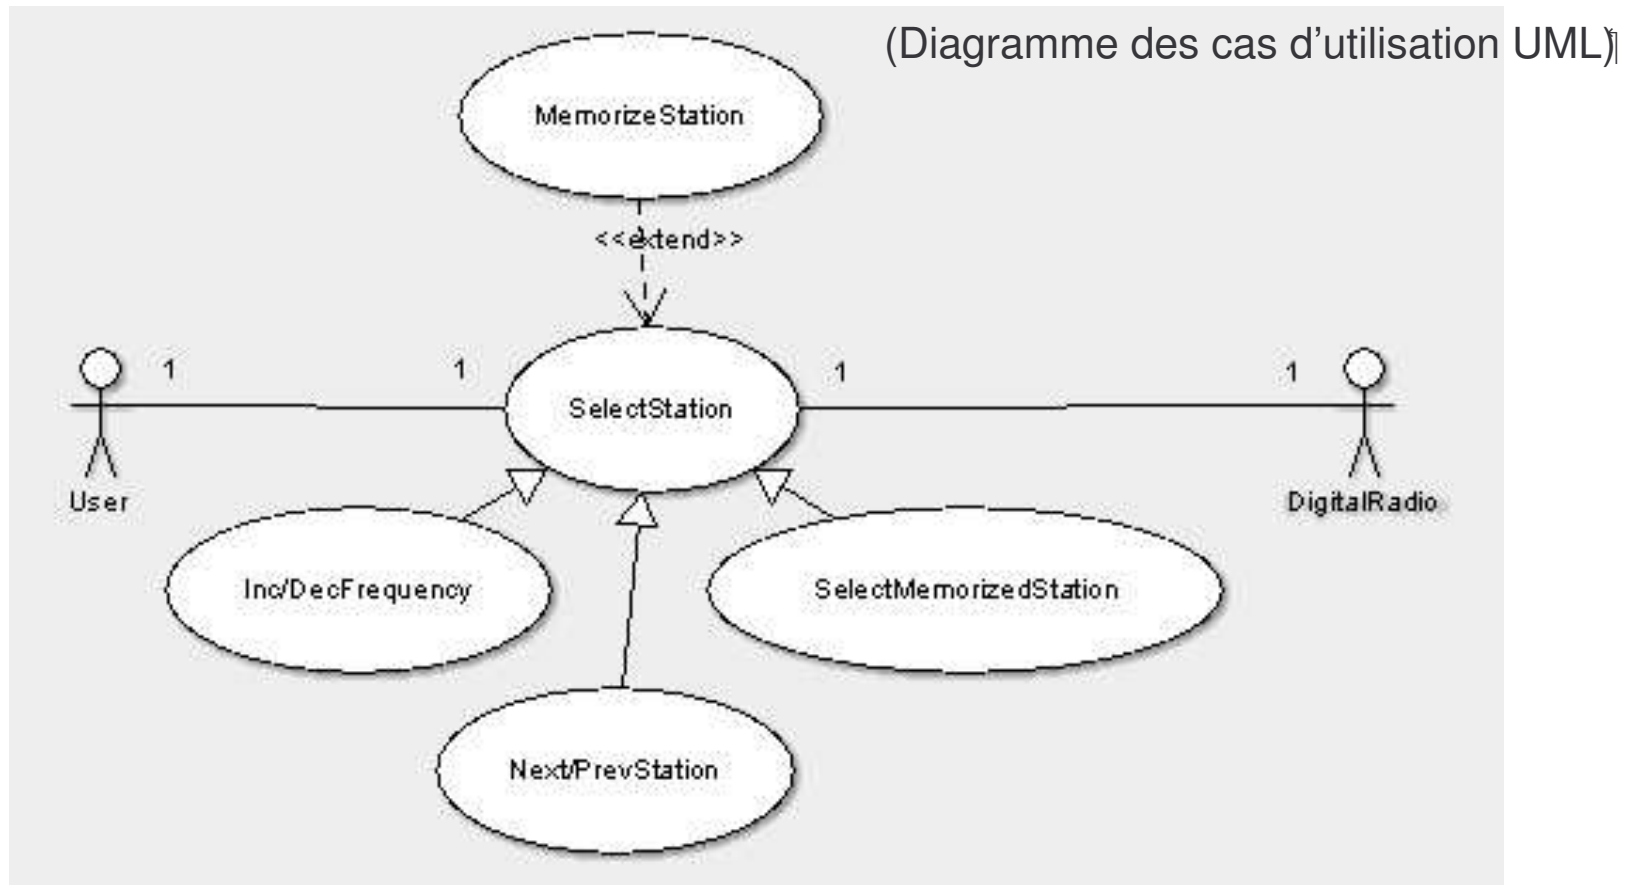 (Diagramme des cas d'utilisation UML)
MemorizeStation
<<extend>>
1 1 1 1
SelectStation
User DigitalRadio
Inc/DecFrequency SelectMemorizedStation
Next/PrevStation